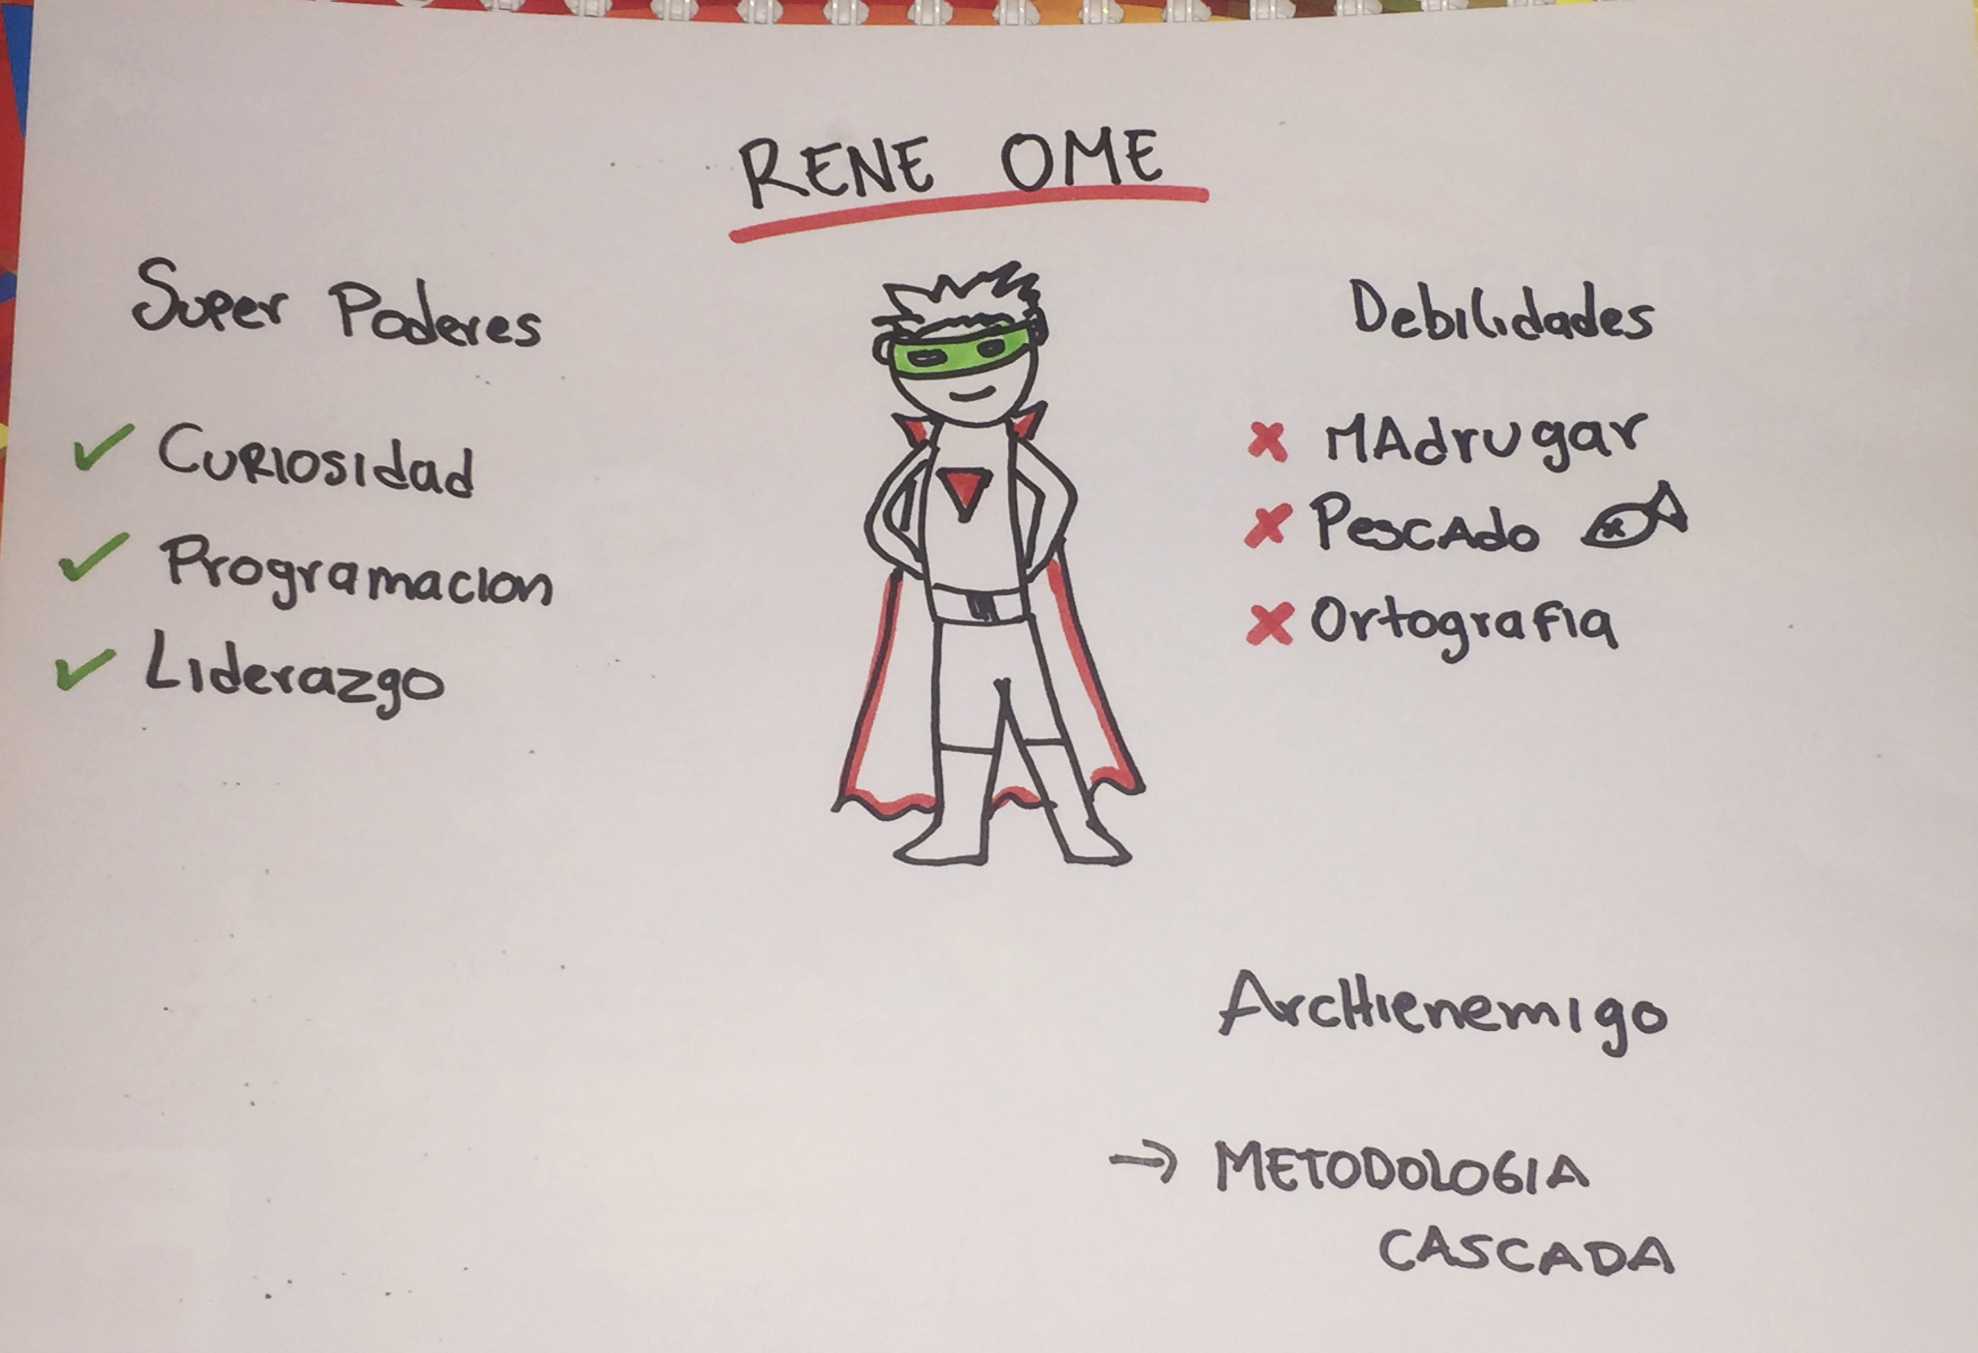 RENE OME
Super Poderes
Curiosidad
Programacion
Liderazgo
Debilidades
MAdrugar
PescAdo
Ortografia
ArcHienemigo
→ METODOLOGIA
CASCADA